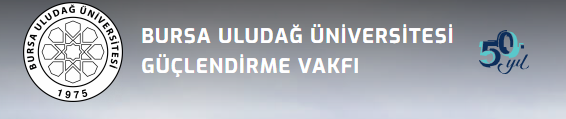 BURSA ULUDAĞ ÜNİVERSİTESİ
1975
BURSA ULUDAĞ ÜNİVERSİTESİ
GÜÇLENDİRME VAKFI
50.yıl